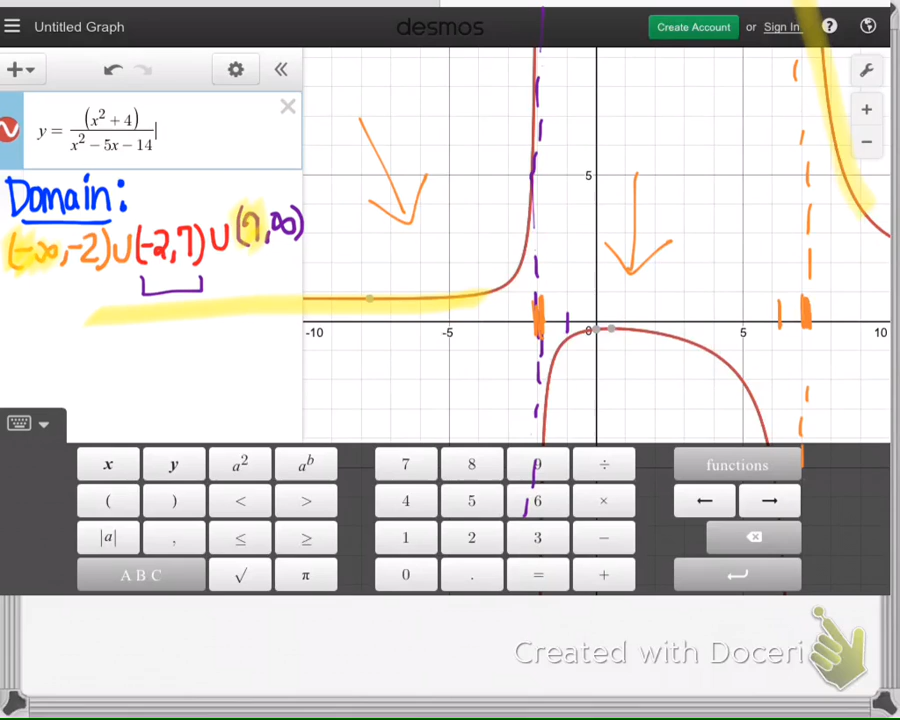 Untitled Graph
desmos
Create Account or Sign In
y = (x² + 4) / x² − 5x − 14
Domain:
(-∞,-2)∪(-2,7)∪(7,∞)
5
-10 -5 0 5 10
x y a² aᵇ 7 8 9 ÷ functions
( ) < > 4 5 6 × ← →
|a| , ≤ ≥ 1 2 3 −
A B C √ π 0 . = +
Created with Doceri